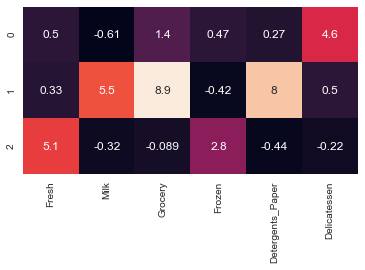 0 0.5 -0.61 1.4 0.47 0.27 4.6
1 0.33 5.5 8.9 -0.42 8 0.5
2 5.1 -0.32 -0.089 2.8 -0.44 -0.22
Fresh Milk Grocery Frozen Detergents_Paper Delicatessen